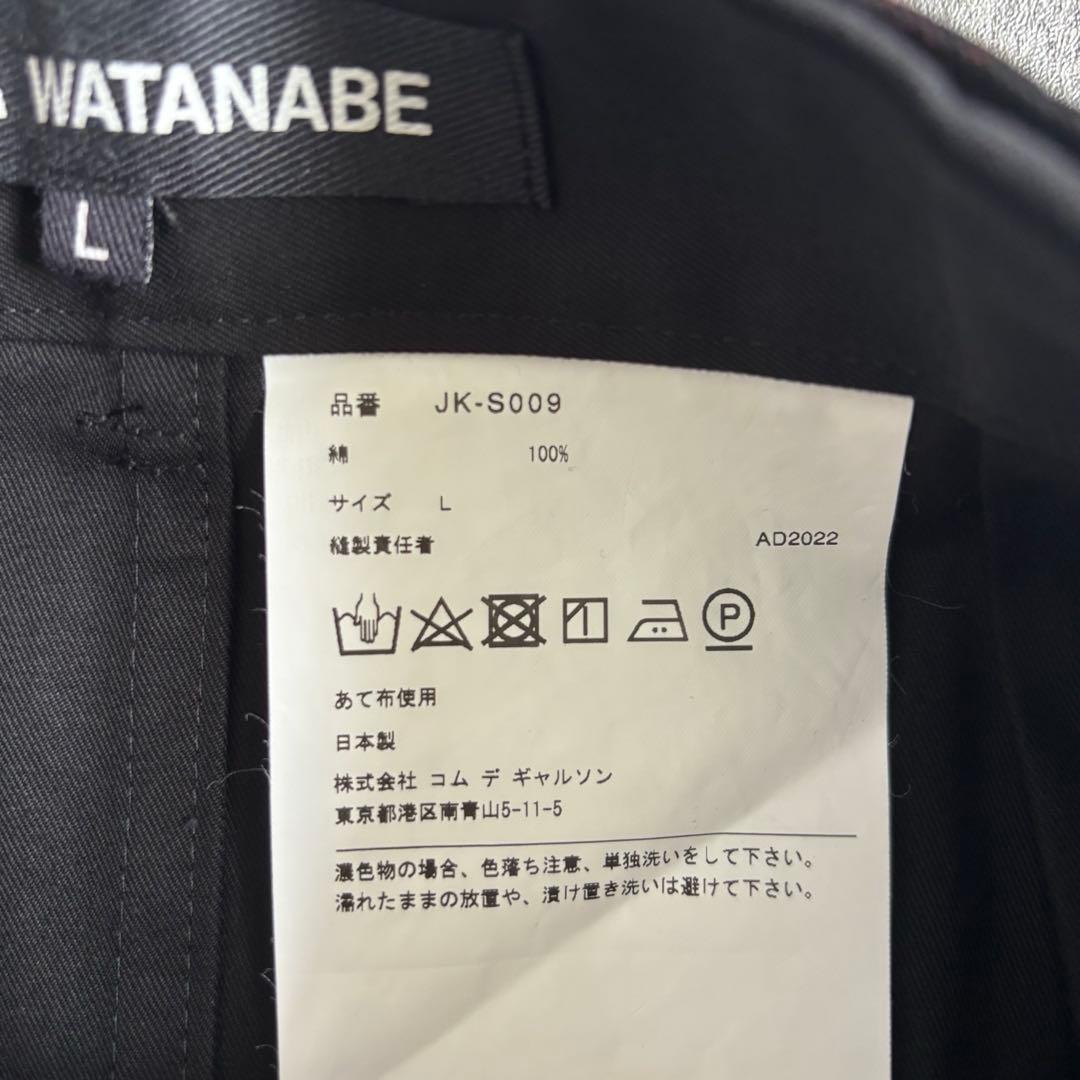 WATANABE
L
品番 JK-S009
綿 100%
サイズ L
縫製責任者 AD2022
P
あて布使用
日本製
株式会社 コム デ ギャルソン
東京都港区南青山5-11-5
濃色物の場合、色落ち注意、単独洗いをして下さい。
濡れたままの放置や、漬け置き洗いは避けて下さい。